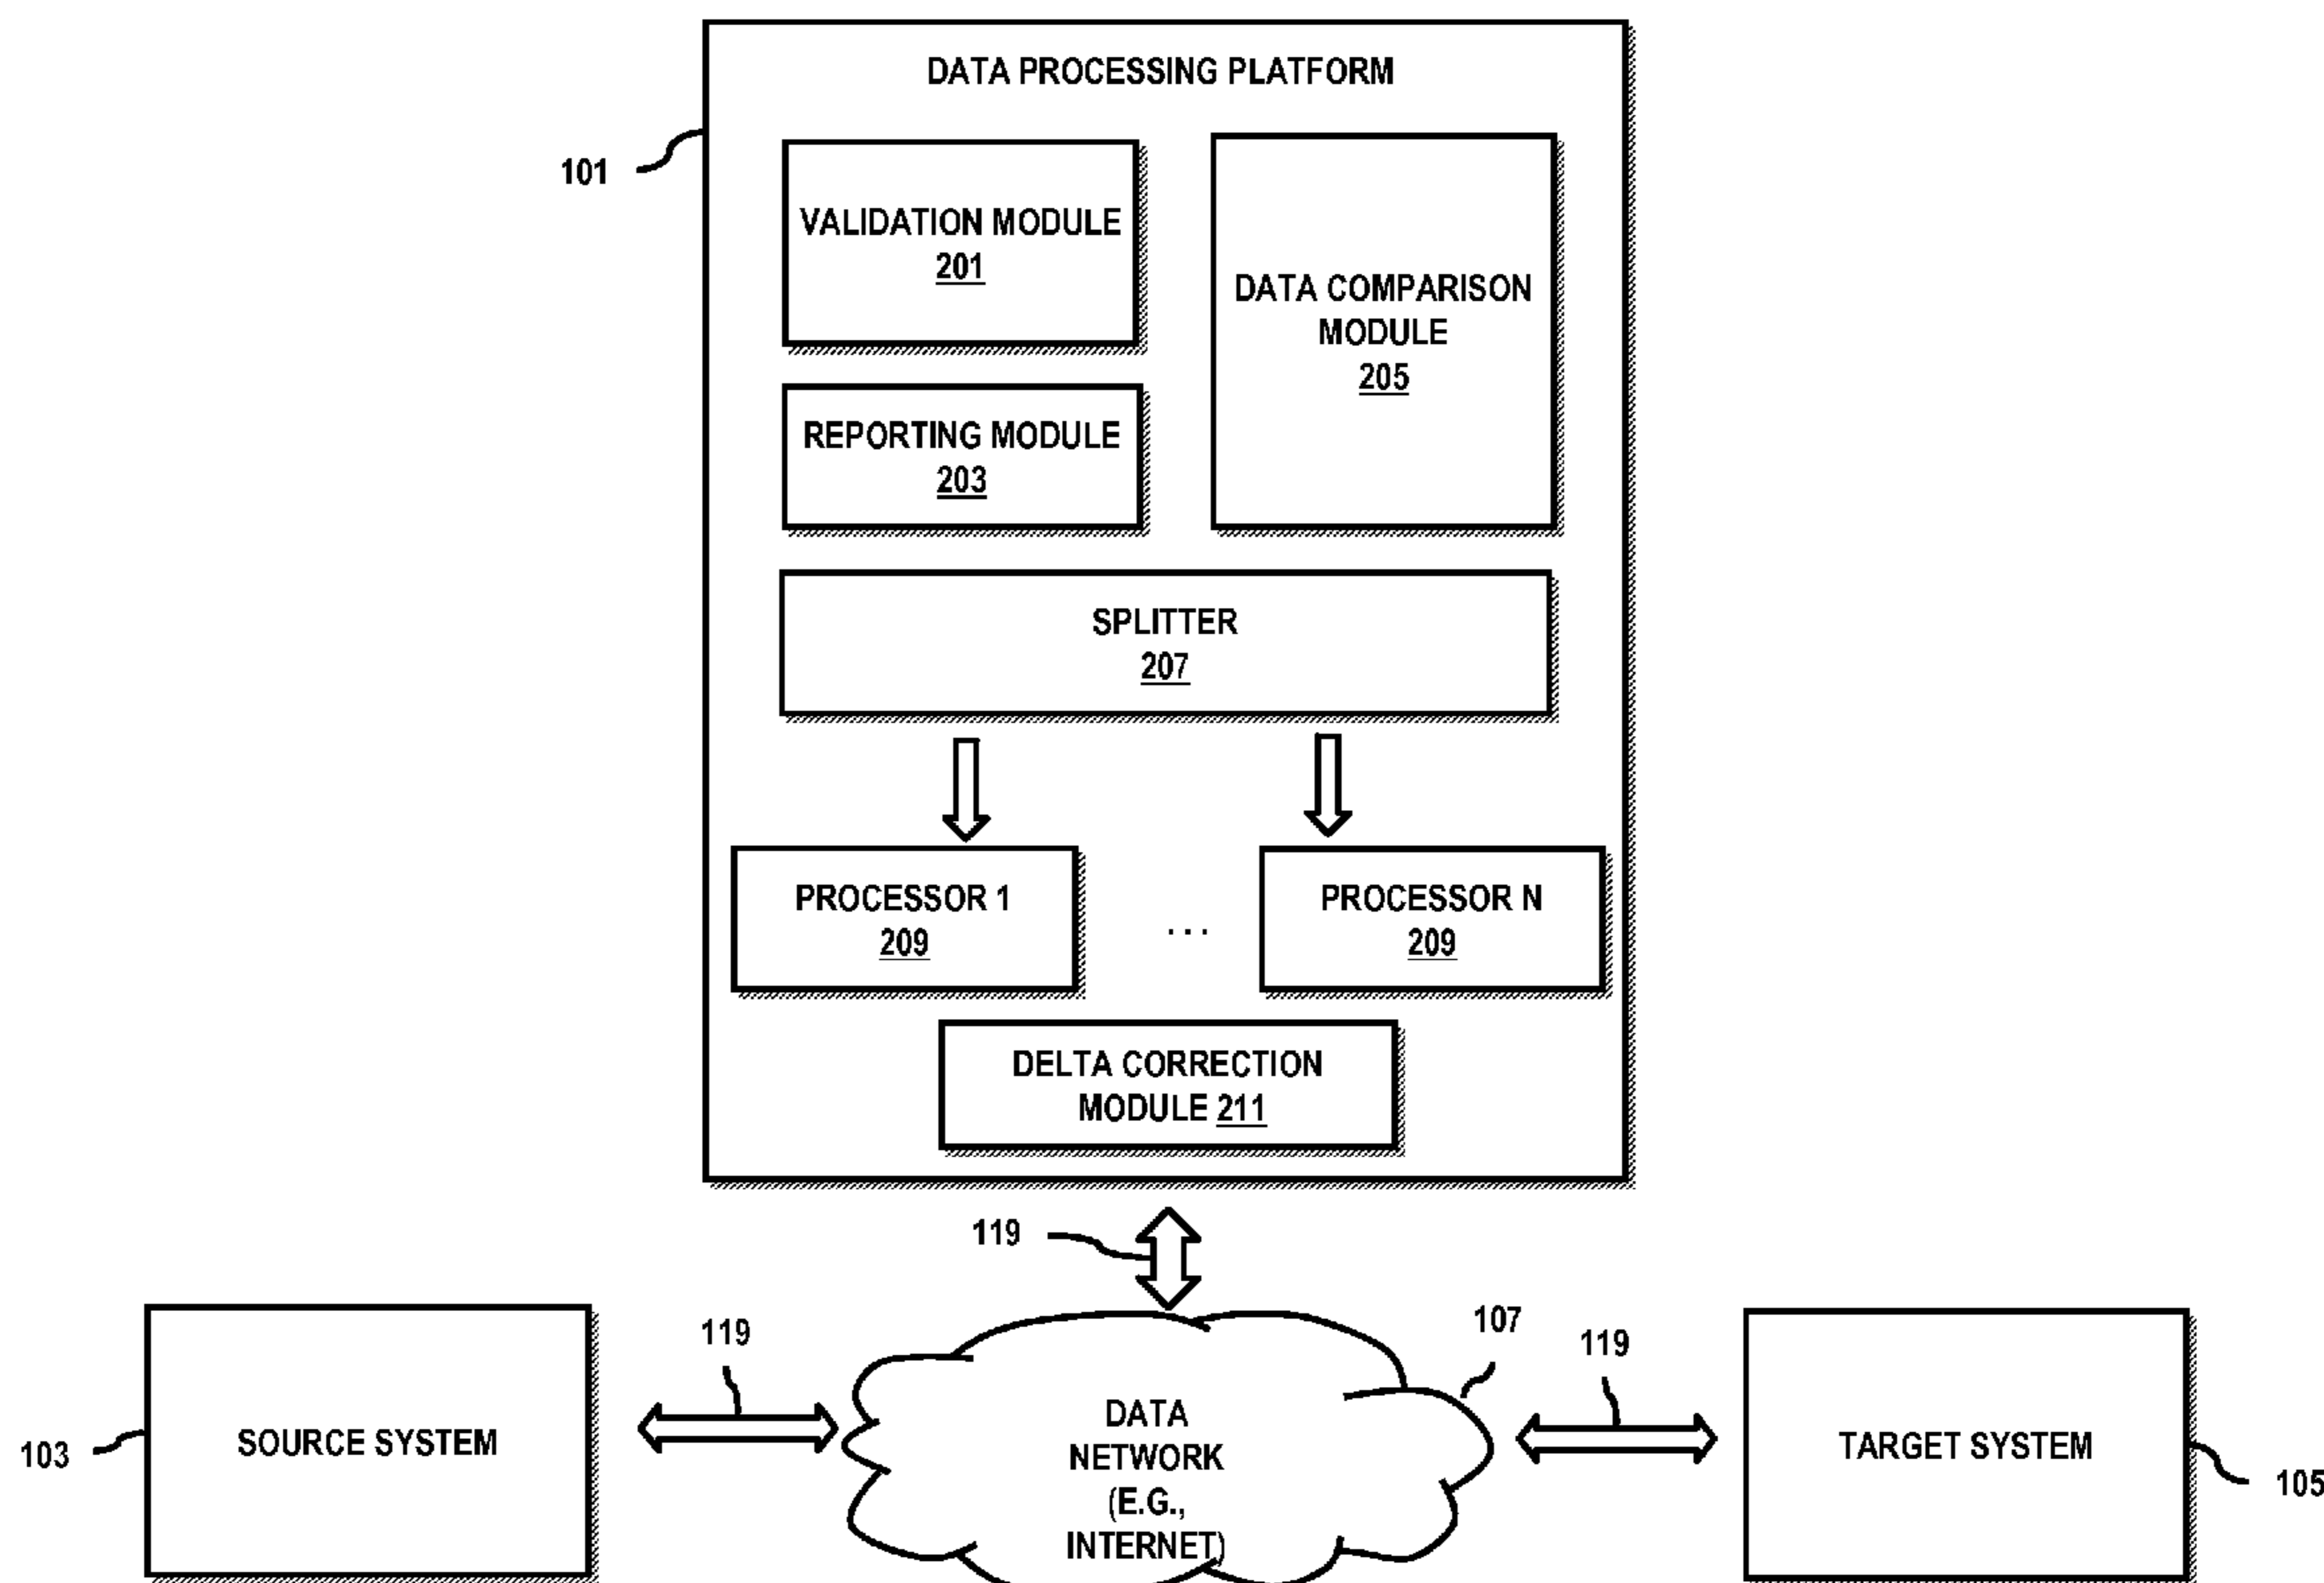 DATA PROCESSING PLATFORM
101
VALIDATION MODULE
201
DATA COMPARISON
MODULE
205
REPORTING MODULE
203
SPLITTER
207
PROCESSOR 1
209
...
PROCESSOR N
209
DELTA CORRECTION
MODULE 211
119
103
SOURCE SYSTEM
119
DATA
NETWORK
(E.G.,
INTERNET)
107
119
TARGET SYSTEM
105